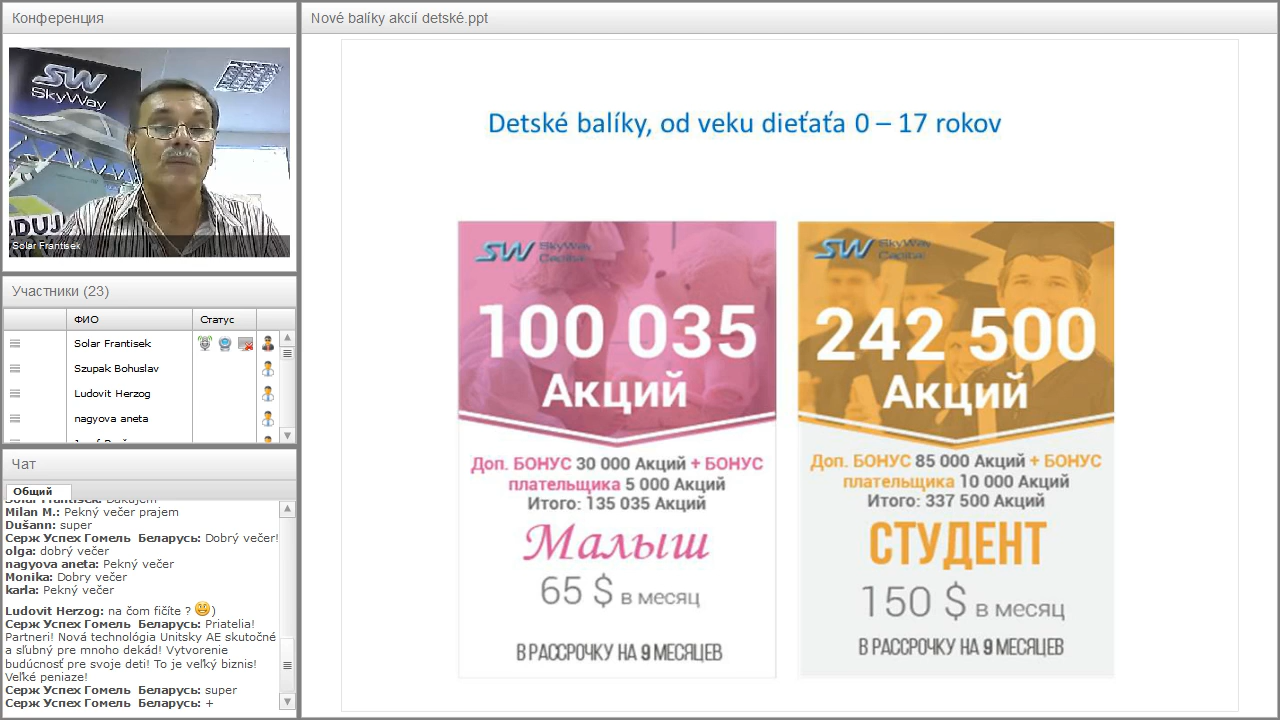 Конференция
SW
SkyWay
DUJ
Solar Frantisek
Участники (23)
ФИО
Статус
Solar Frantisek
Szupak Bohuslav
Ludovit Herzog
nagyova aneta
Чат
Общий
Solar Frantisek: Ďakujem
Milan M.: Pekný večer prajem
Dušann: super
Серж Успех Гомель Беларусь: Dobrý večer!
olga: dobrý večer
nagyova aneta: Pekný večer
Monika: Dobry večer
karla: Pekný večer
Ludovit Herzog: na čom fičíte ? )
Серж Успех Гомель Беларусь: Priatelia!
Partneri! Nová technológia Unitsky AE skutočné
a sľubný pre mnoho dekád! Vytvorenie
budúcnosť pre svoje deti! To je veľký biznis!
Veľké peniaze!
Серж Успех Гомель Беларусь: super
Серж Успех Гомель Беларусь: +
Nové balíky akcií detské.ppt
Detské balíky, od veku dieťaťa 0 – 17 rokov
SW SkyWay
Capital
100 035
Акций
Доп. БОНУС 30 000 Акций + БОНУС
плательщика 5 000 Акций
Итого: 135 035 Акций
Малыш
65 $ в месяц
В РАССРОЧКУ НА 9 МЕСЯЦЕВ
SW SkyWay
Capital
242 500
Акций
Доп. БОНУС 85 000 Акций + БОНУС
плательщика 10 000 Акций
Итого: 337 500 Акций
СТУДЕНТ
150 $ в месяц
В РАССРОЧКУ НА 9 МЕСЯЦЕВ